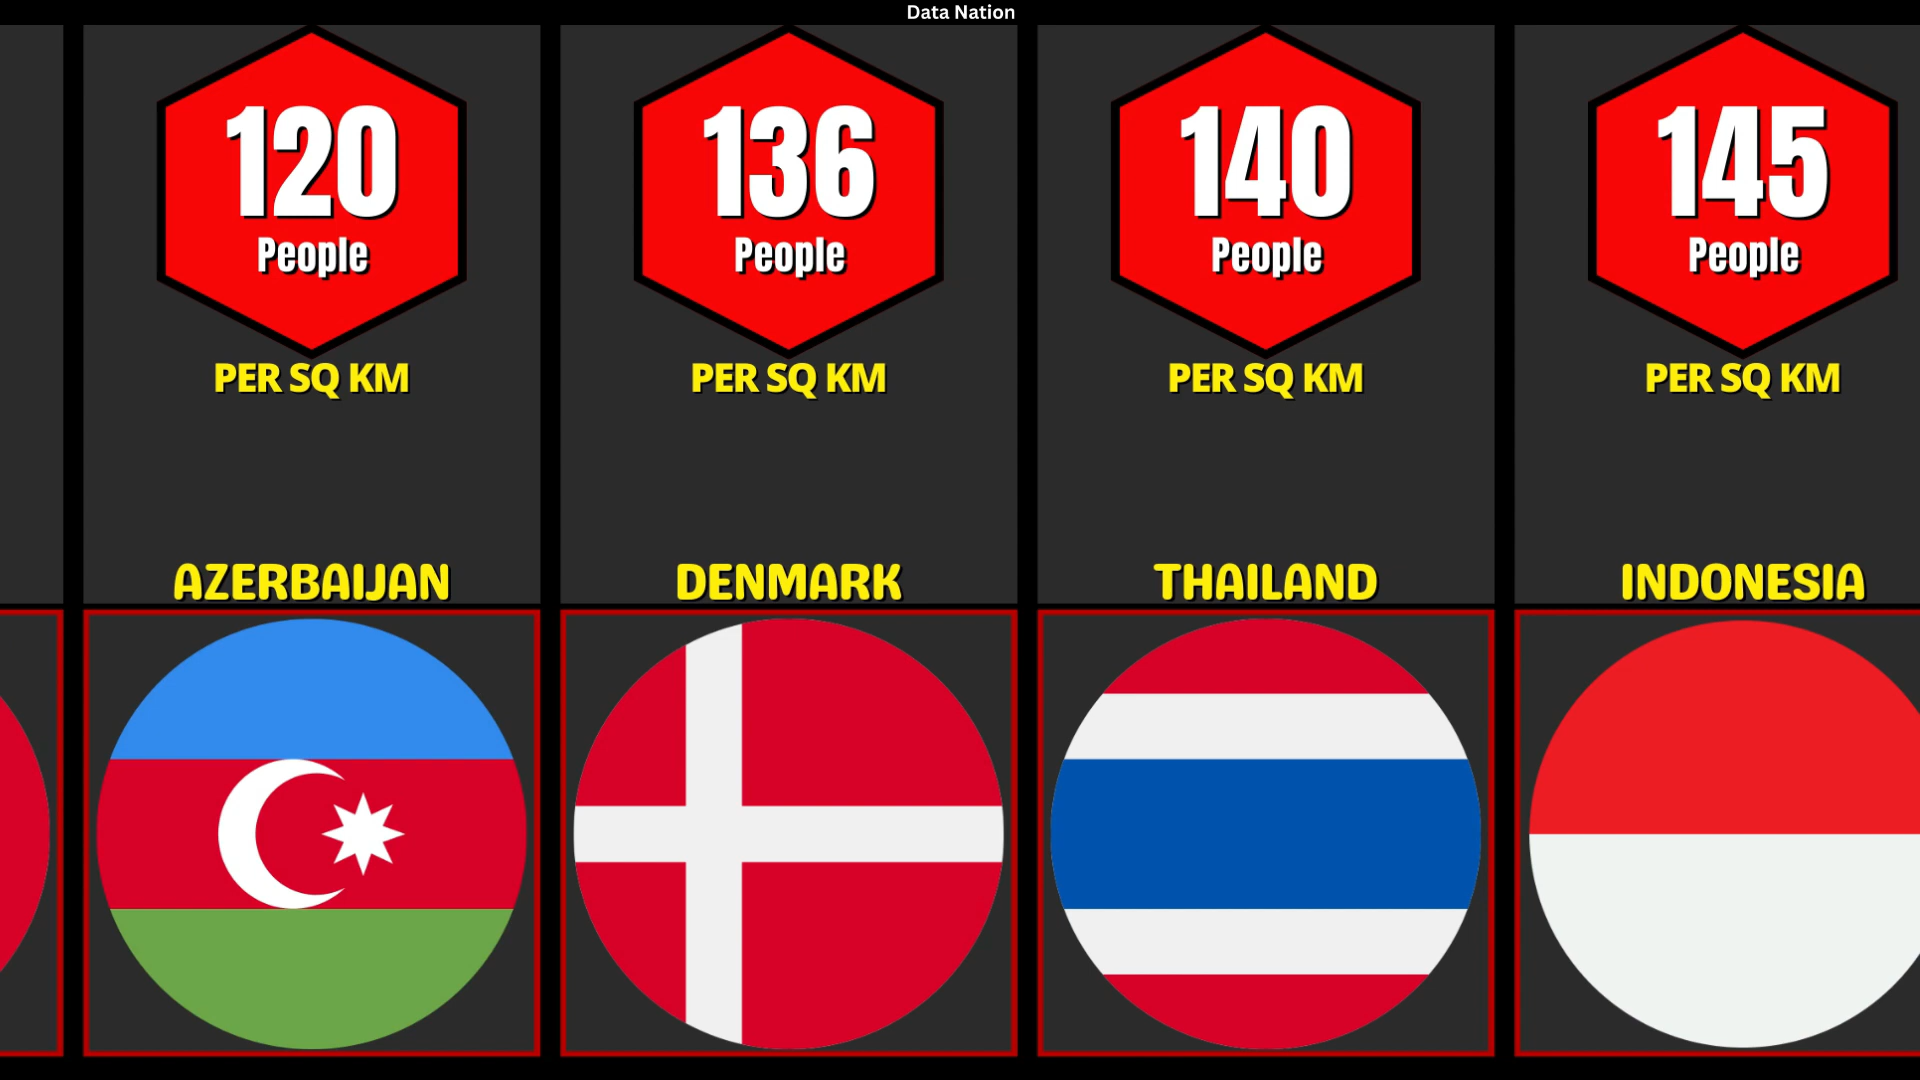 Data Nation
120
People
PER SQ KM
AZERBAIJAN
136
People
PER SQ KM
DENMARK
140
People
PER SQ KM
THAILAND
145
People
PER SQ KM
INDONESIA